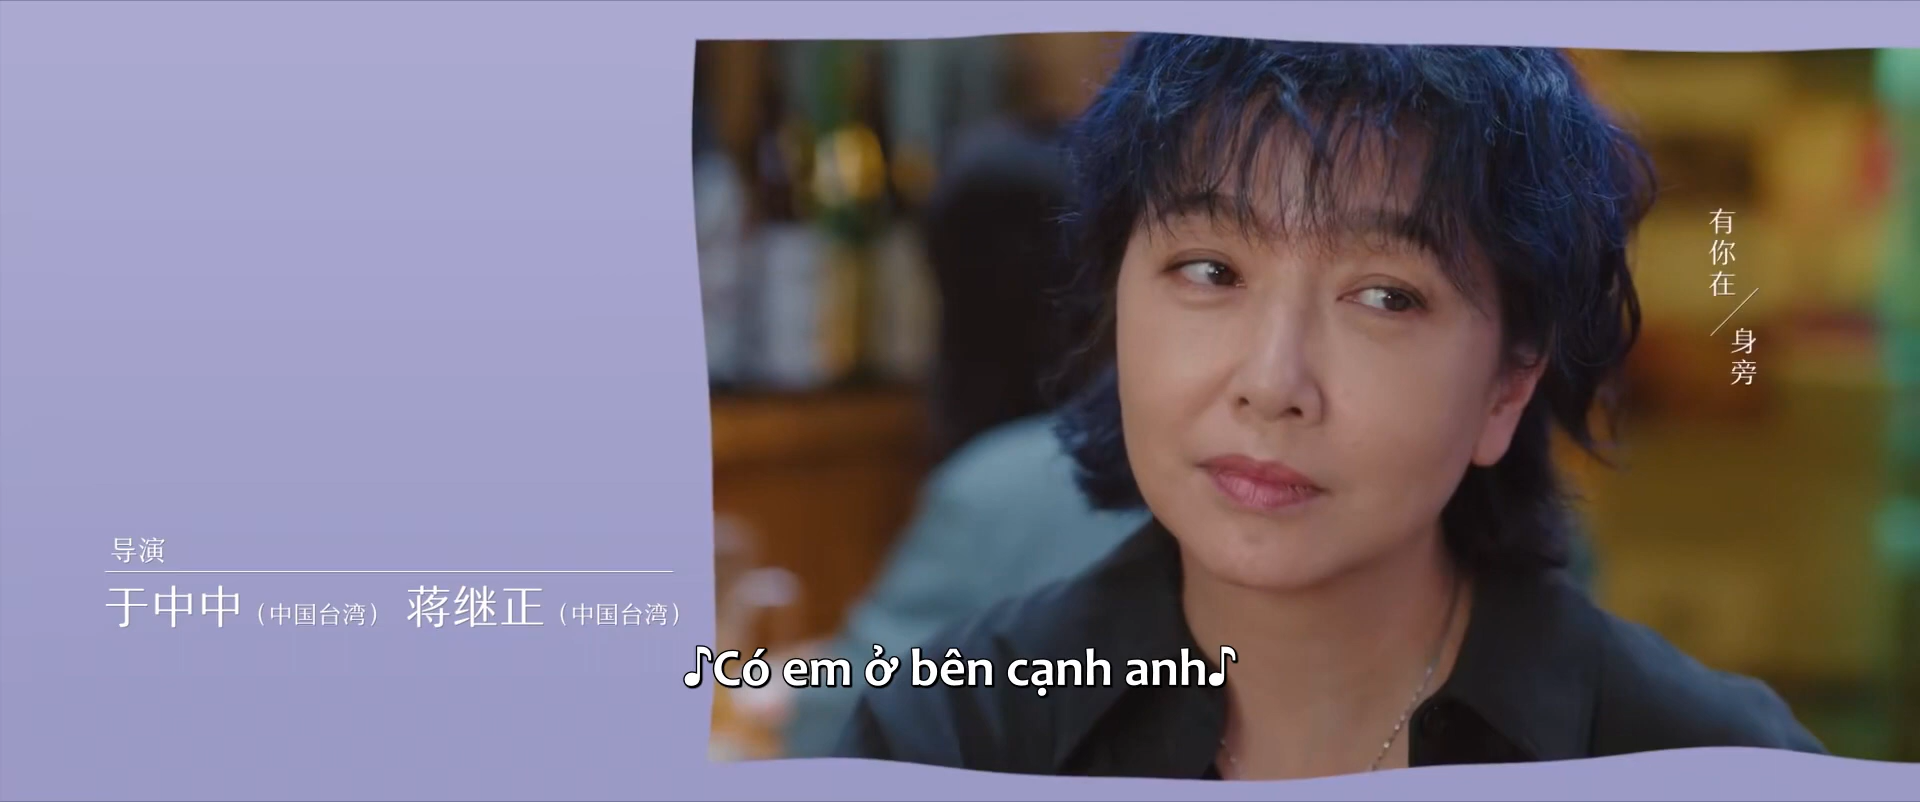 有你在
身旁
导演
于中中（中国台湾） 蒋继正（中国台湾）
♪Có em ở bên cạnh anh♪